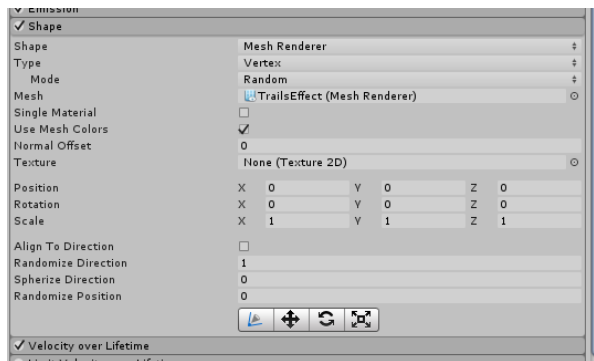 Emission
Shape
Shape Mesh Renderer
Type Vertex
Mode Random
Mesh TrailsEffect (Mesh Renderer)
Single Material
Use Mesh Colors
Normal Offset 0
Texture None (Texture 2D)
Position X 0 Y 0 Z 0
Rotation X 0 Y 0 Z 0
Scale X 1 Y 1 Z 1
Align To Direction
Randomize Direction 1
Spherize Direction 0
Randomize Position 0
Velocity over Lifetime